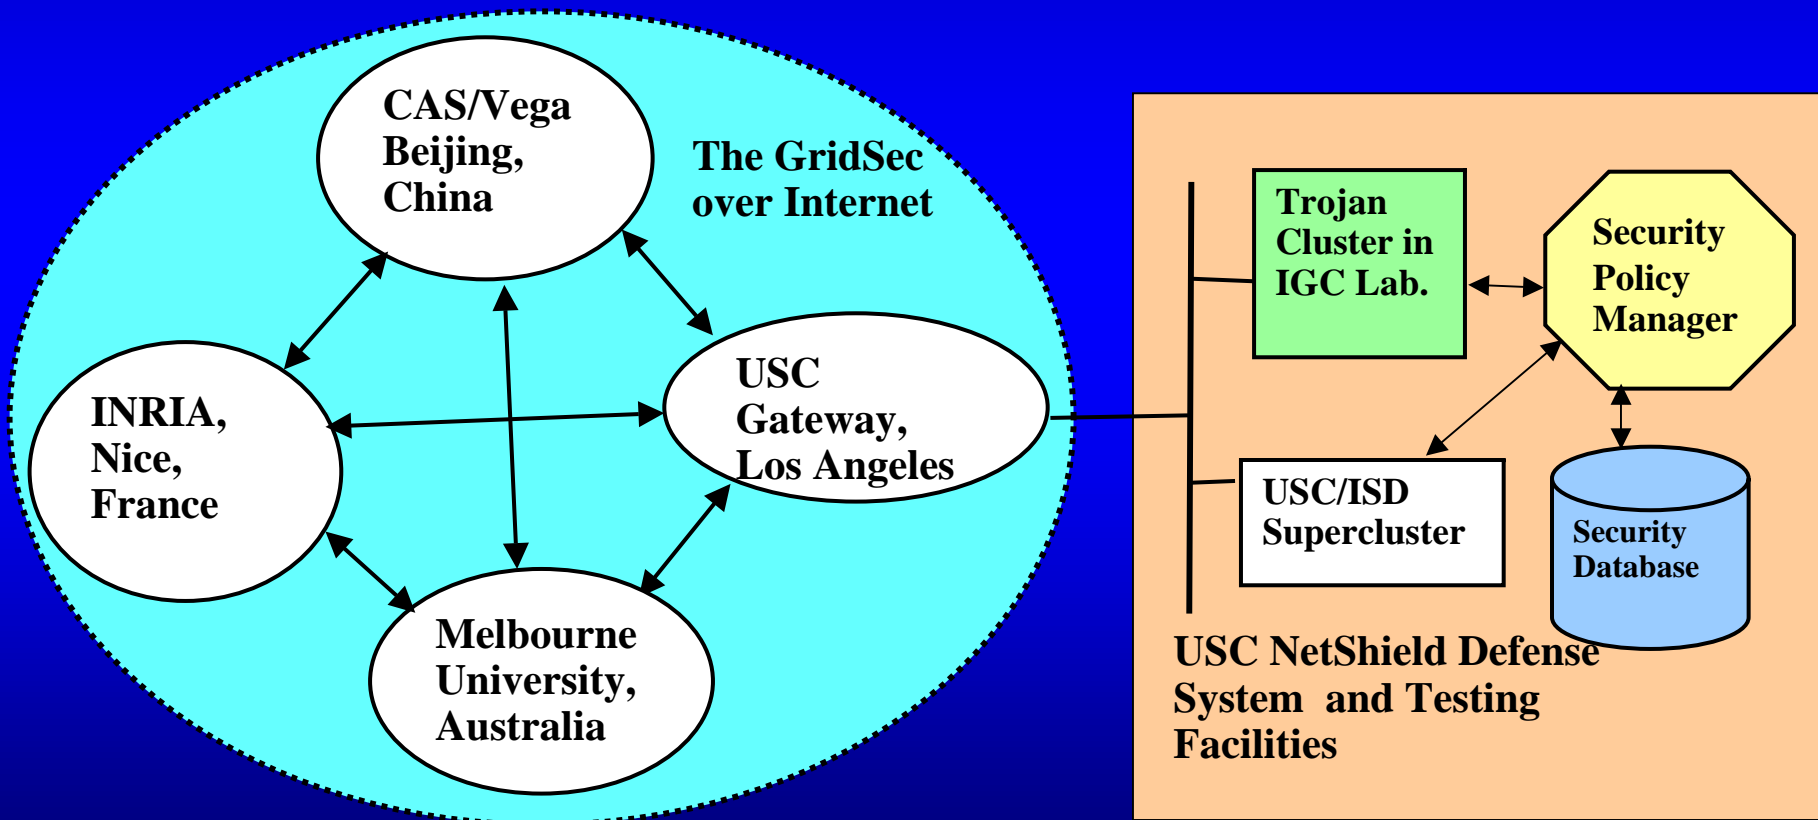 CAS/Vega
Beijing,
China
The GridSec
over Internet
INRIA,
Nice,
France
USC
Gateway,
Los Angeles
Melbourne
University,
Australia
Trojan
Cluster in
IGC Lab.
Security
Policy
Manager
USC/ISD
Supercluster
Security
Database
USC NetShield Defense
System and Testing
Facilities